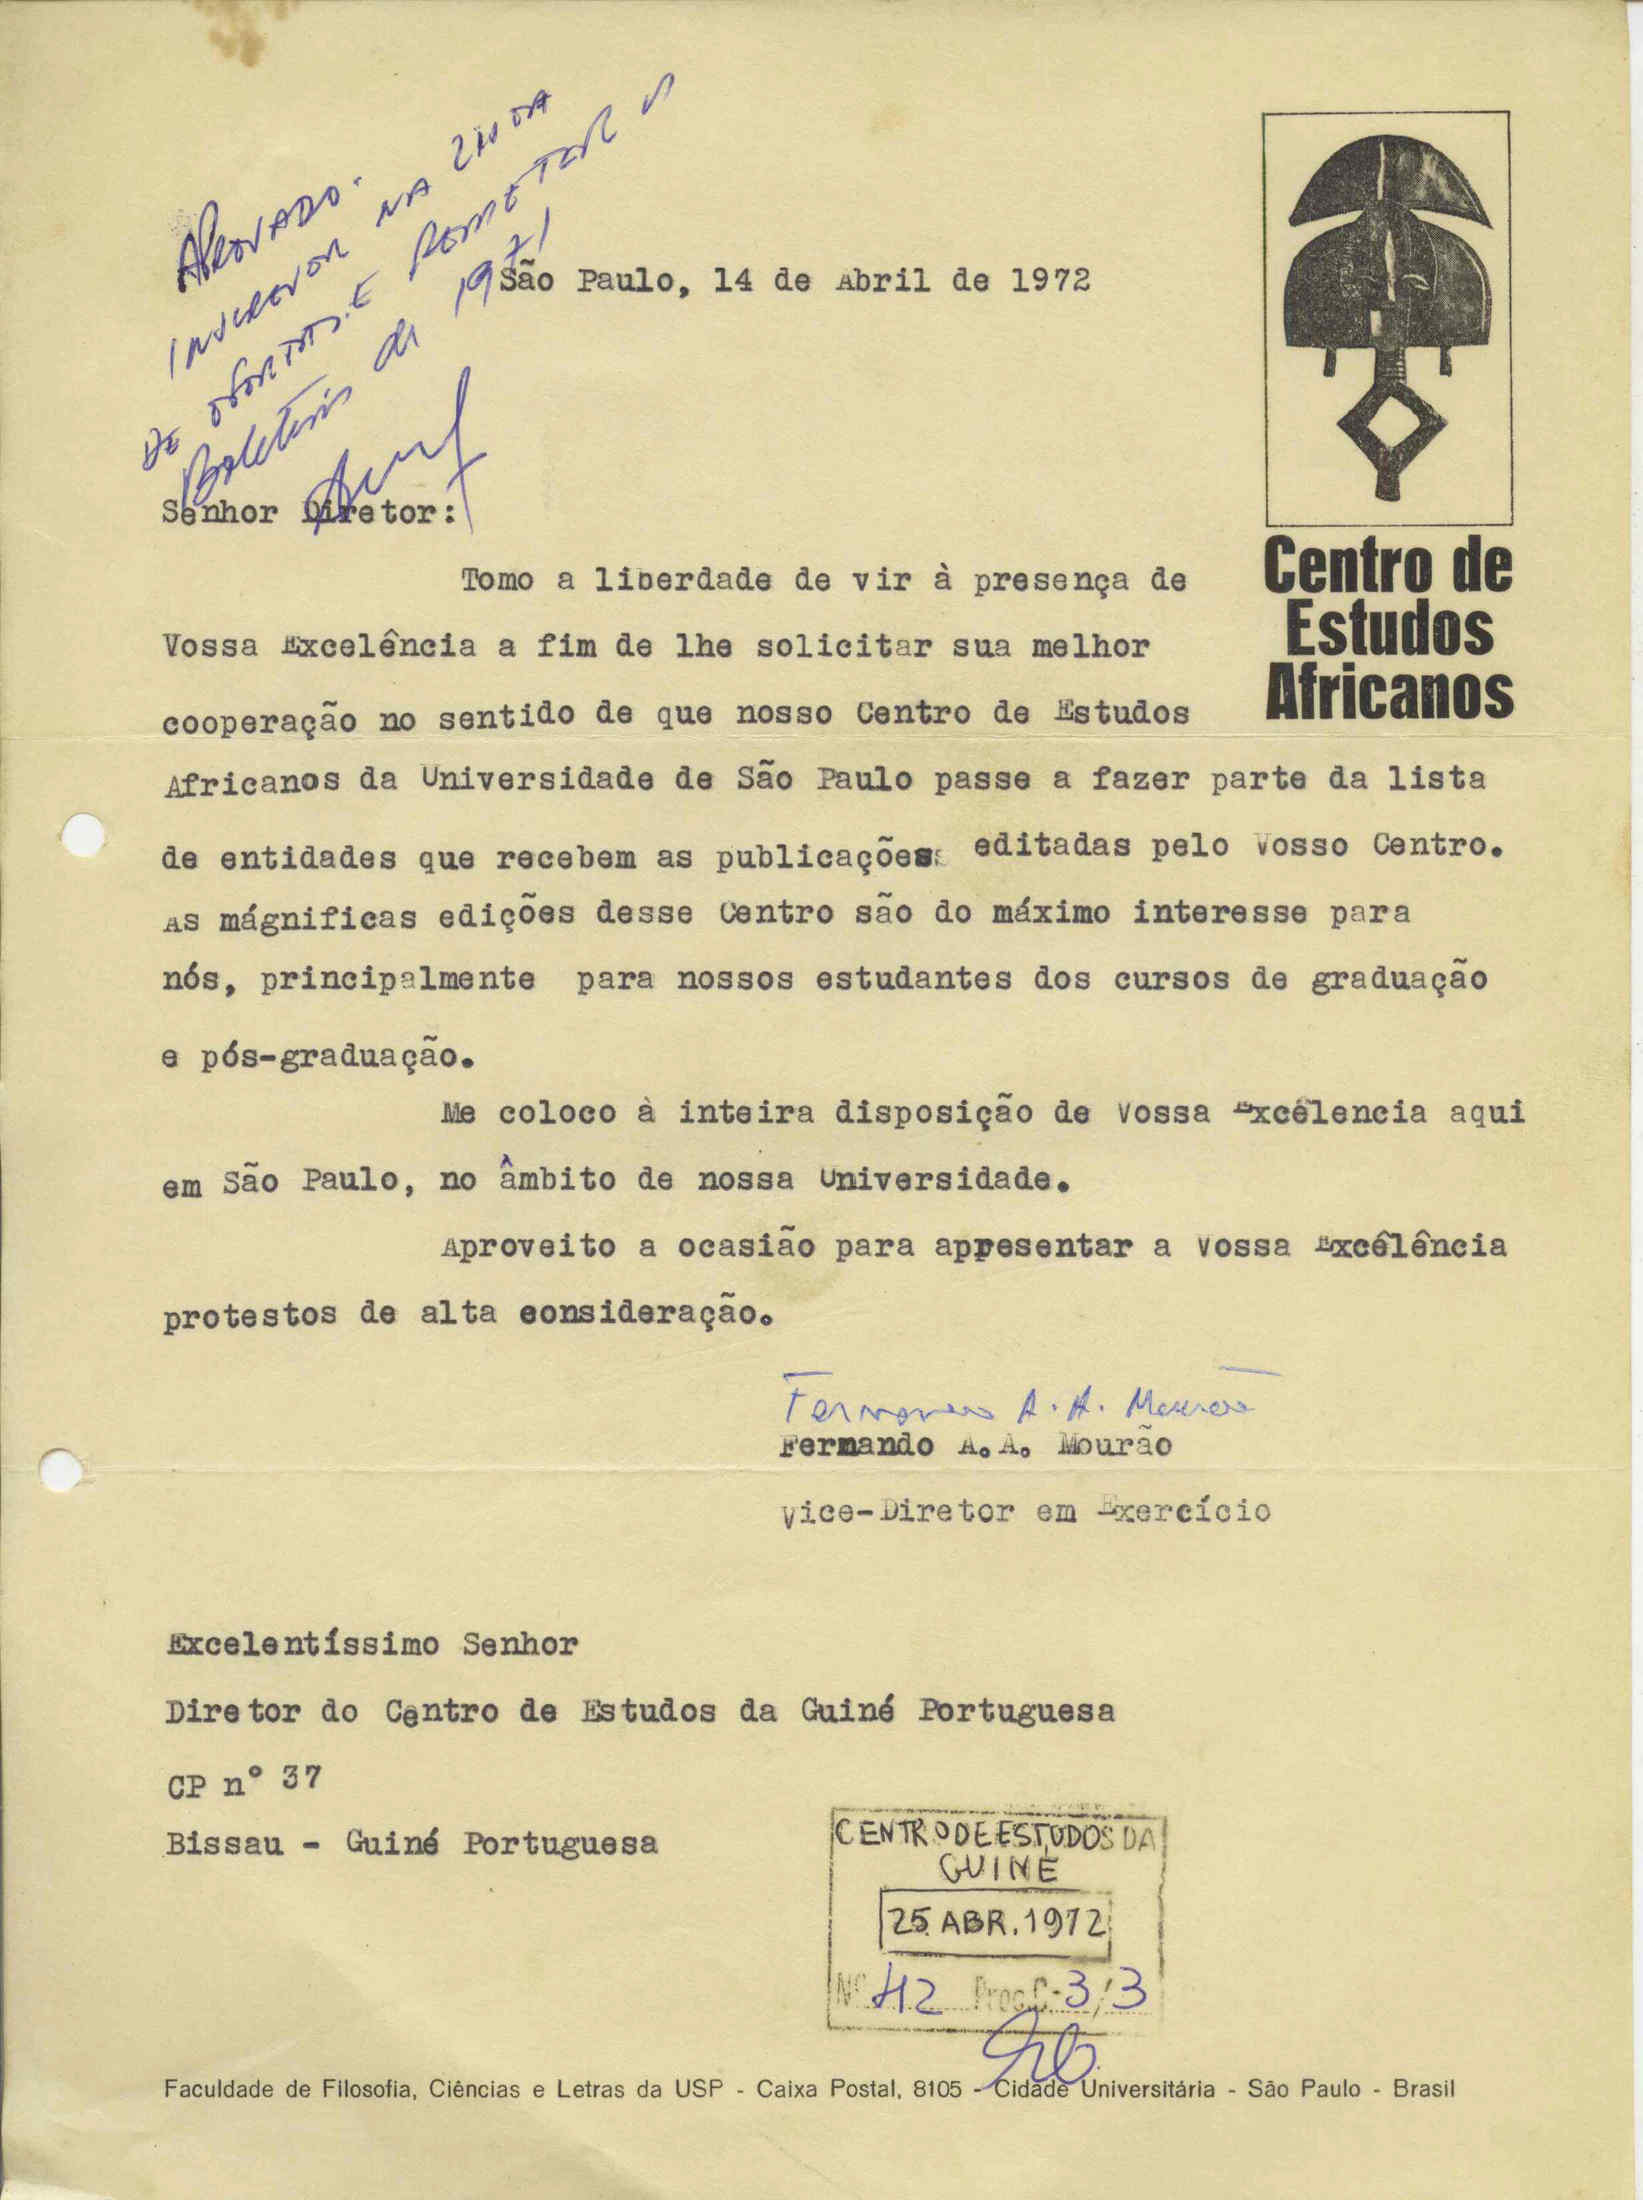 APROVADO.
INSCREVER NA LISTA
DE OFERTAS. E REMETER
Boletins de 1971
São Paulo, 14 de Abril de 1972
Senhor Diretor:
Tomo a liberdade de vir à presença de
Vossa Excelência a fim de lhe solicitar sua melhor
cooperação no sentido de que nosso Centro de Estudos
Africanos da Universidade de São Paulo passe a fazer parte da lista
de entidades que recebem as publicações editadas pelo Vosso Centro.
As mágnificas edições desse Centro são do máximo interesse para
nós, principalmente para nossos estudantes dos cursos de graduação
e pós-graduação.
Me coloco à inteira disposição de Vossa Excêlencia aqui
em São Paulo, no âmbito de nossa Universidade.
Aproveito a ocasião para apresentar a Vossa Excêlência
protestos de alta consideração.
Fernando A. A. Mourão
Fernando A. A. Mourão
Vice-Diretor em Exercício
Centro de
Estudos
Africanos
Excelentíssimo Senhor
Diretor do Centro de Estudos da Guiné Portuguesa
CP nº 37
Bissau - Guiné Portuguesa
CENTRO DE ESTUDOS DA
GUINÉ
25 ABR. 1972
Nº 42 Proc. C-3/3
Faculdade de Filosofia, Ciências e Letras da USP - Caixa Postal, 8105 - Cidade Universitária - São Paulo - Brasil